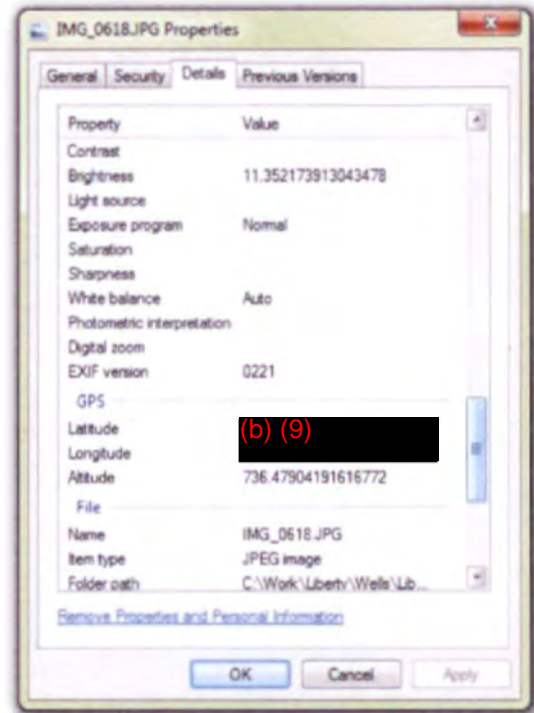 IMG_0618.JPG Properties
General Security Details Previous Versions
Property Value
Contrast
Brightness 11.352173913043478
Light source
Exposure program Normal
Saturation
Sharpness
White balance Auto
Photometric interpretation
Digital zoom
EXIF version 0221
GPS
Latitude (b) (9)
Longitude
Altitude 736.47904191616772
File
Name IMG_0618.JPG
Item type JPEG image
Folder path C:\Work\Liberty\Wells\Lib...
Remove Properties and Personal Information
OK Cancel Apply